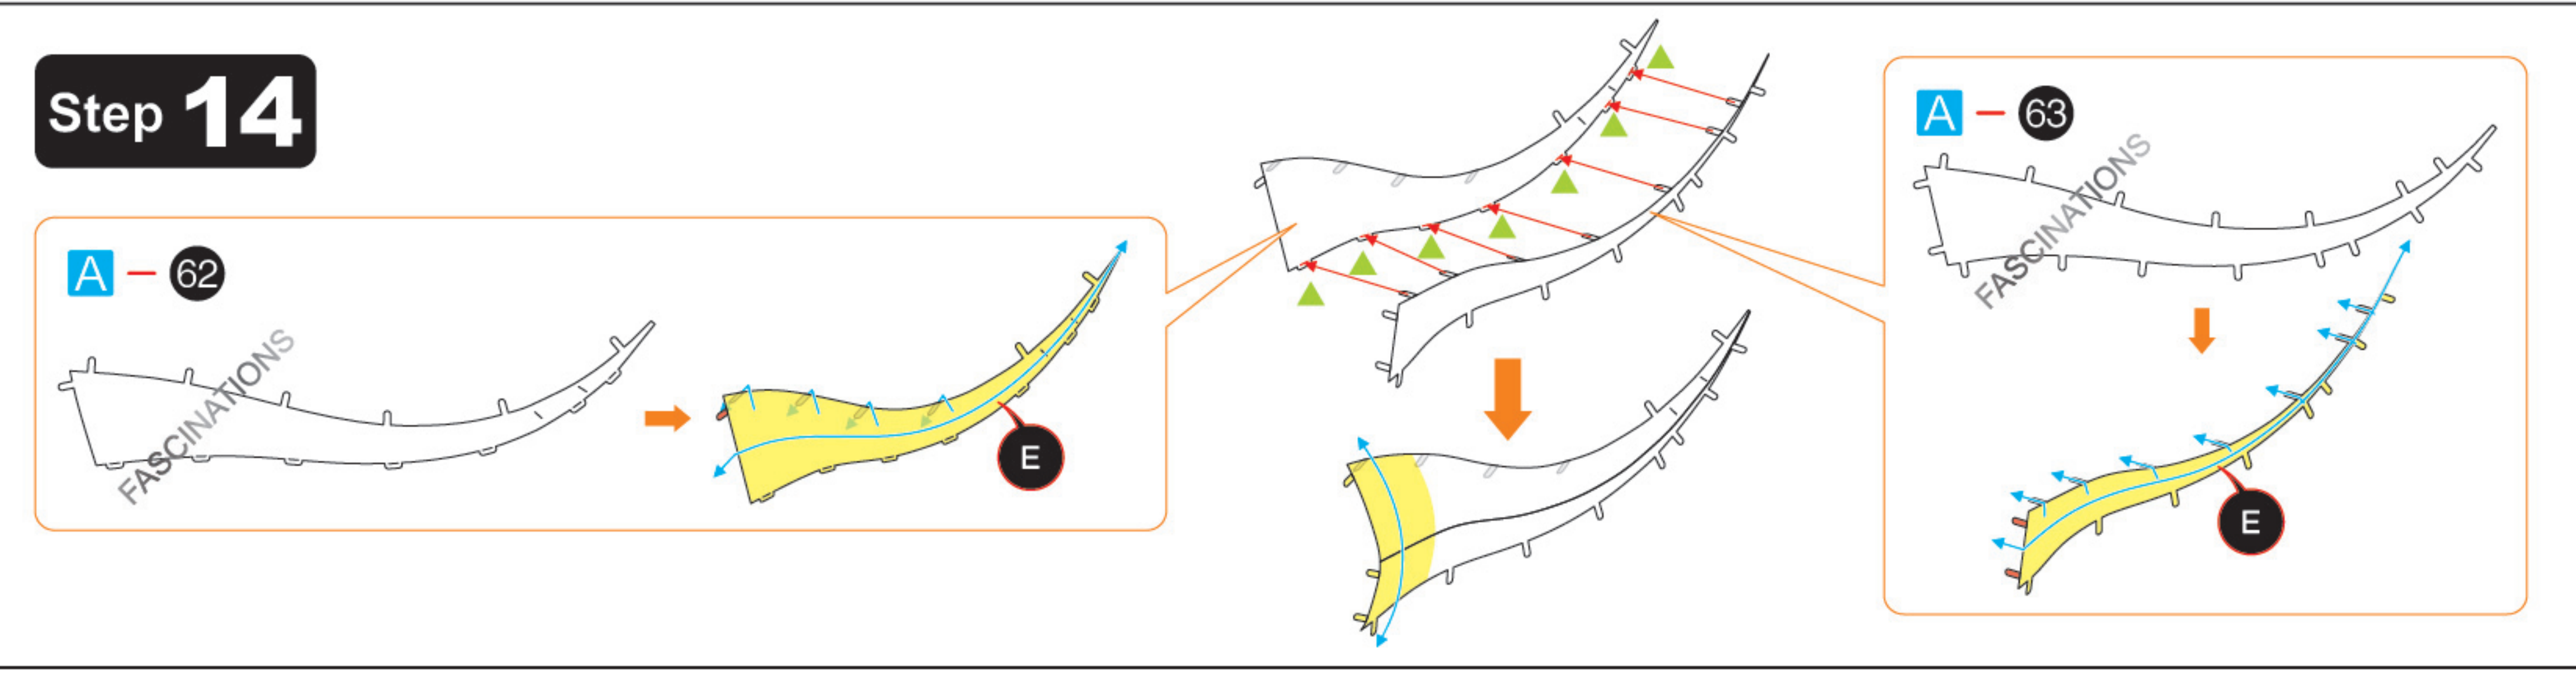 Step 14
A – 62
FASCINATIONS
E
A – 63
FASCINATIONS
E